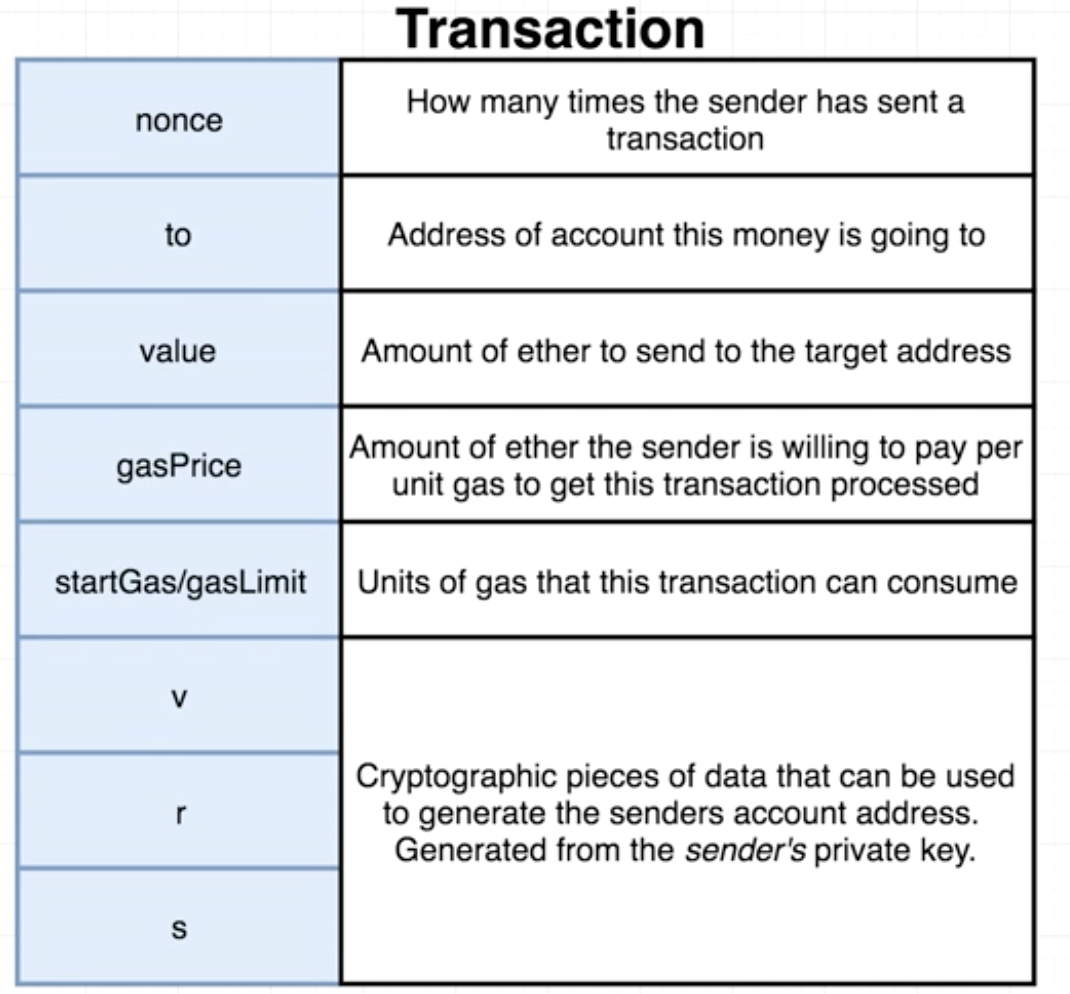 Transaction
nonce
How many times the sender has sent a
transaction
to
Address of account this money is going to
value
Amount of ether to send to the target address
gasPrice
Amount of ether the sender is willing to pay per
unit gas to get this transaction processed
startGas/gasLimit
Units of gas that this transaction can consume
v
r
s
Cryptographic pieces of data that can be used
to generate the senders account address.
Generated from the sender's private key.